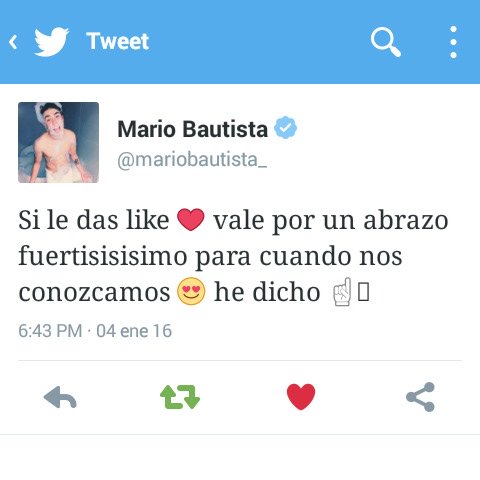 Tweet
Mario Bautista
@mariobautista_
Si le das like ❤ vale por un abrazo
fuertisisisimo para cuando nos
conozcamos 😍 he dicho ☝
6:43 PM · 04 ene 16